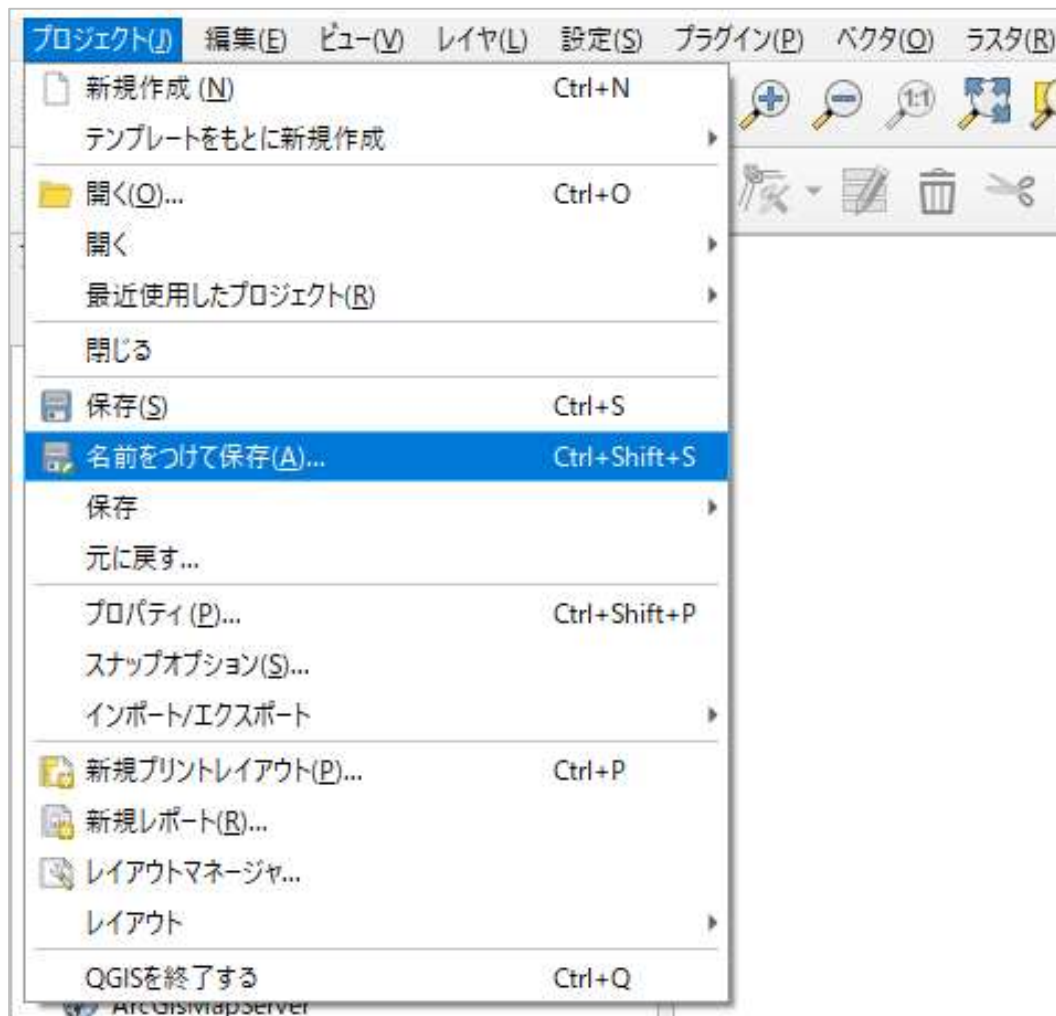 プロジェクト(J) 編集(E) ビュー(V) レイヤ(L) 設定(S) プラグイン(P) ベクタ(O) ラスタ(R)
新規作成 (N) Ctrl+N
テンプレートをもとに新規作成
開く(O)... Ctrl+O
開く
最近使用したプロジェクト(R)
閉じる
保存(S) Ctrl+S
名前をつけて保存(A)... Ctrl+Shift+S
保存
元に戻す...
プロパティ (P)... Ctrl+Shift+P
スナップオプション(S)...
インポート/エクスポート
新規プリントレイアウト(P)... Ctrl+P
新規レポート(R)...
レイアウトマネージャ...
レイアウト
QGISを終了する Ctrl+Q
ArcGisMapServer
1:1